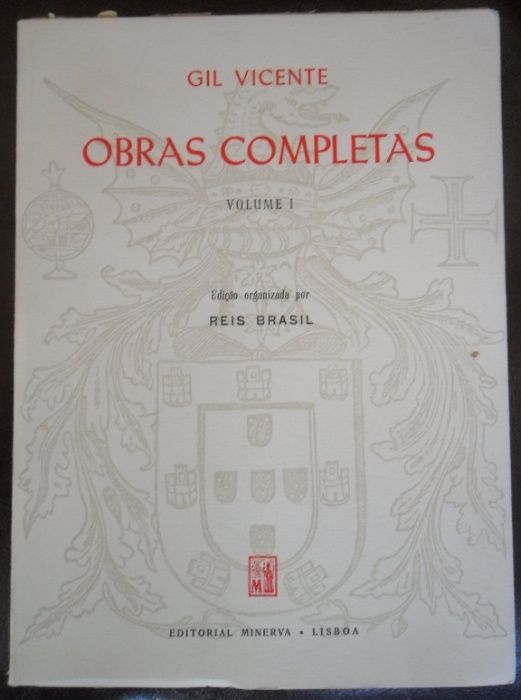 GIL VICENTE
OBRAS COMPLETAS
VOLUME I
Edição organizada por
REIS BRASIL
M
EDITORIAL MINERVA • LISBOA